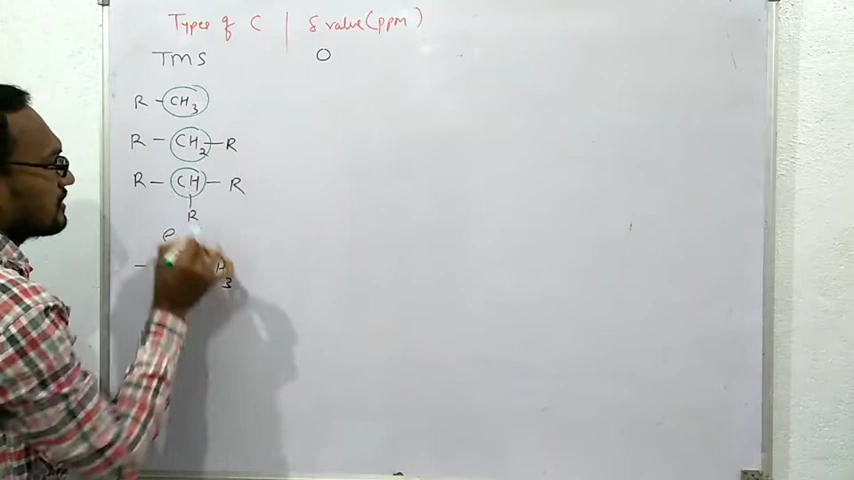 Types of C | δ value (ppm)
TMS 0
R - CH3
R - CH2 - R
R - CH - R
R